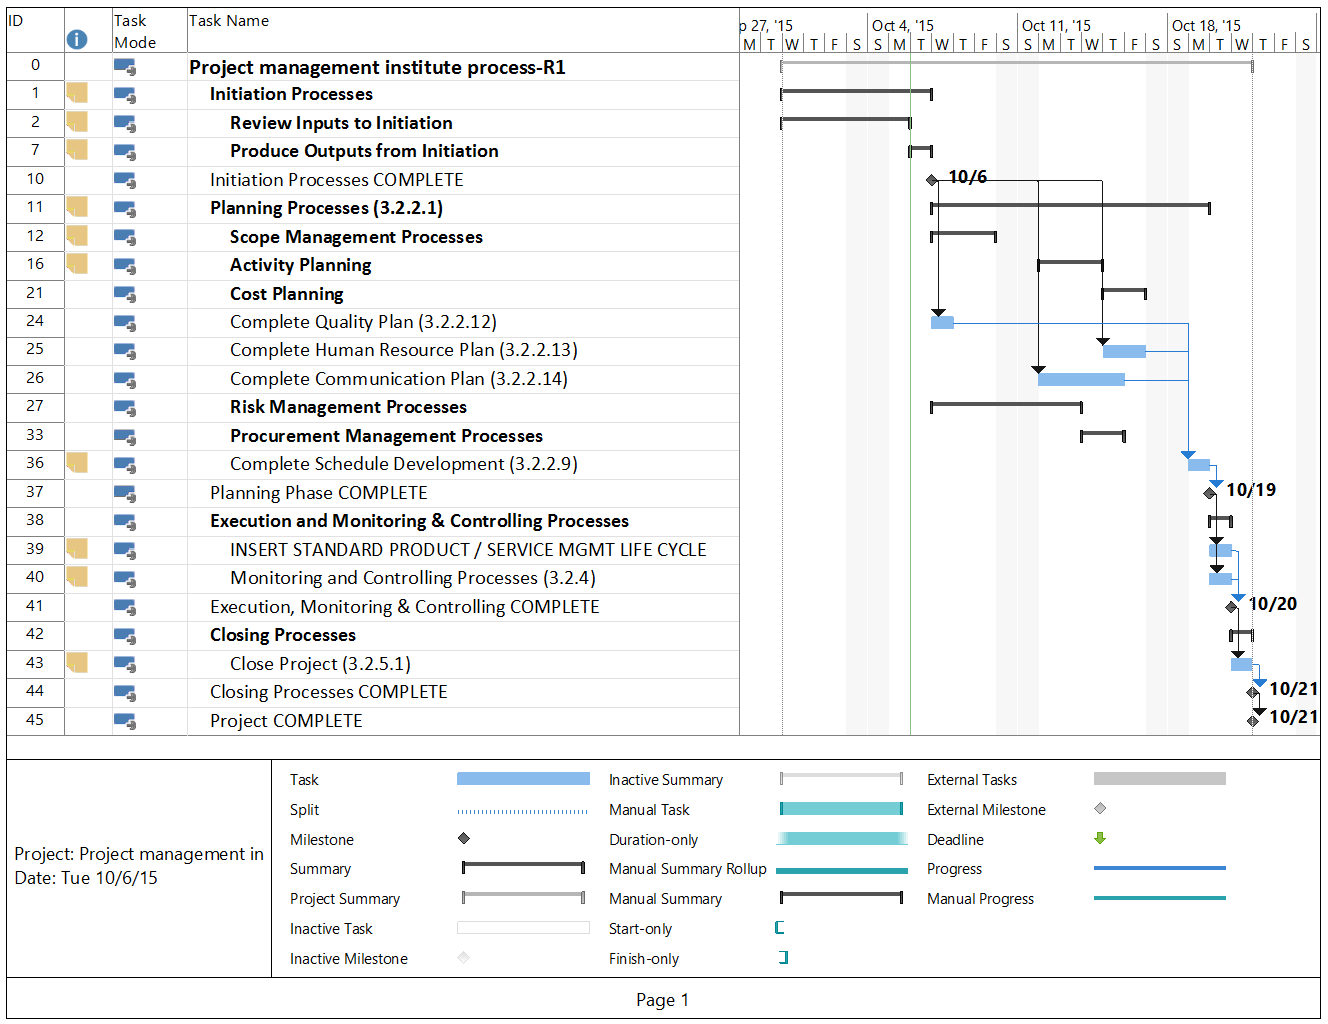 ID Task Mode Task Name
p 27, '15 Oct 4, '15 Oct 11, '15 Oct 18, '15
M T W T F S S M T W T F S S M T W T F S S M T W T F S
0 Project management institute process-R1
1 Initiation Processes
2 Review Inputs to Initiation
7 Produce Outputs from Initiation
10 Initiation Processes COMPLETE 10/6
11 Planning Processes (3.2.2.1)
12 Scope Management Processes
16 Activity Planning
21 Cost Planning
24 Complete Quality Plan (3.2.2.12)
25 Complete Human Resource Plan (3.2.2.13)
26 Complete Communication Plan (3.2.2.14)
27 Risk Management Processes
33 Procurement Management Processes
36 Complete Schedule Development (3.2.2.9)
37 Planning Phase COMPLETE 10/19
38 Execution and Monitoring & Controlling Processes
39 INSERT STANDARD PRODUCT / SERVICE MGMT LIFE CYCLE
40 Monitoring and Controlling Processes (3.2.4)
41 Execution, Monitoring & Controlling COMPLETE 10/20
42 Closing Processes
43 Close Project (3.2.5.1)
44 Closing Processes COMPLETE 10/21
45 Project COMPLETE 10/21
Project: Project management in
Date: Tue 10/6/15
Task Inactive Summary External Tasks
Split Manual Task External Milestone
Milestone Duration-only Deadline
Summary Manual Summary Rollup Progress
Project Summary Manual Summary Manual Progress
Inactive Task Start-only
Inactive Milestone Finish-only
Page 1